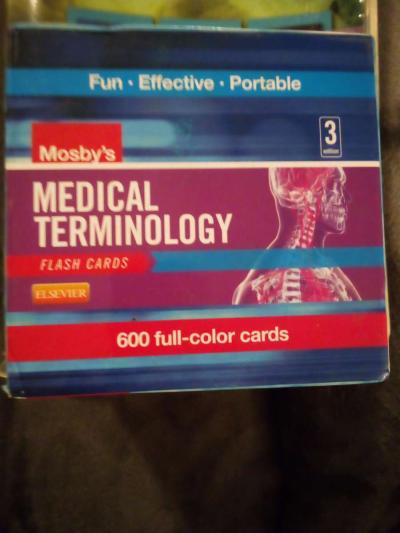 Fun · Effective · Portable
3
edition
Mosby's
MEDICAL
TERMINOLOGY
FLASH CARDS
ELSEVIER
600 full-color cards